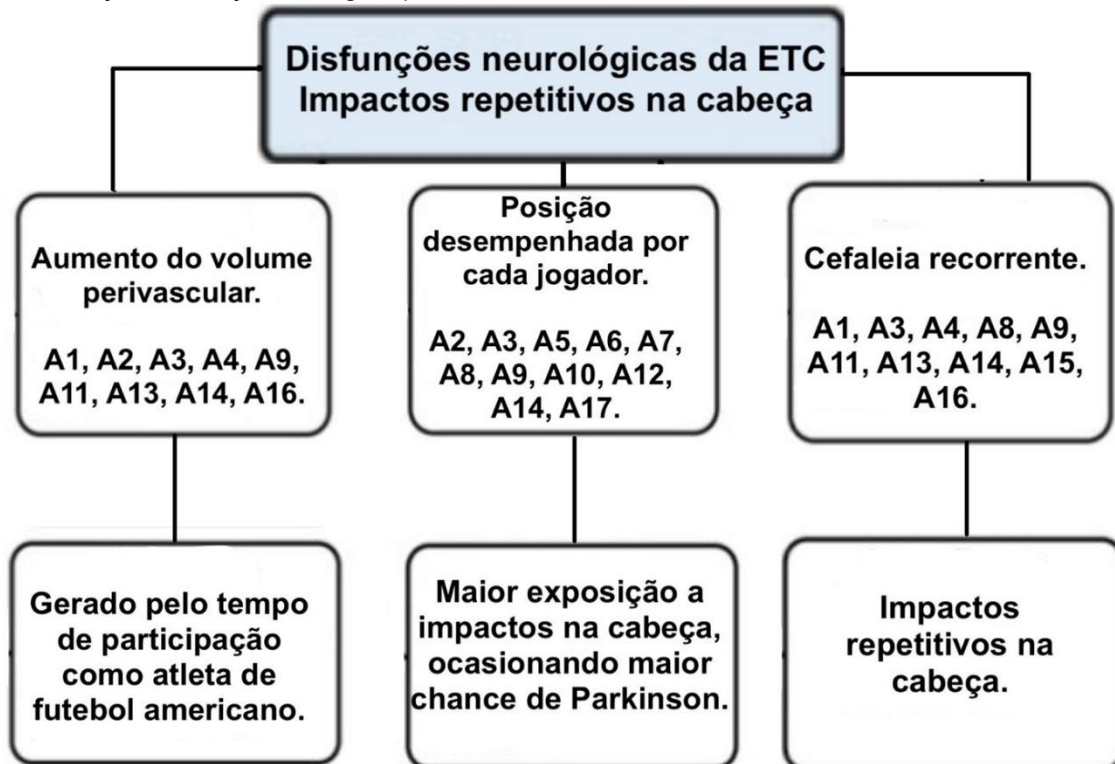 Disfunções neurológicas da ETC
Impactos repetitivos na cabeça
Aumento do volume
perivascular.
A1, A2, A3, A4, A9,
A11, A13, A14, A16.
Posição
desempenhada por
cada jogador.
A2, A3, A5, A6, A7,
A8, A9, A10, A12,
A14, A17.
Cefaleia recorrente.
A1, A3, A4, A8, A9,
A11, A13, A14, A15,
A16.
Gerado pelo tempo
de participação
como atleta de
futebol americano.
Maior exposição a
impactos na cabeça,
ocasionando maior
chance de Parkinson.
Impactos
repetitivos na
cabeça.